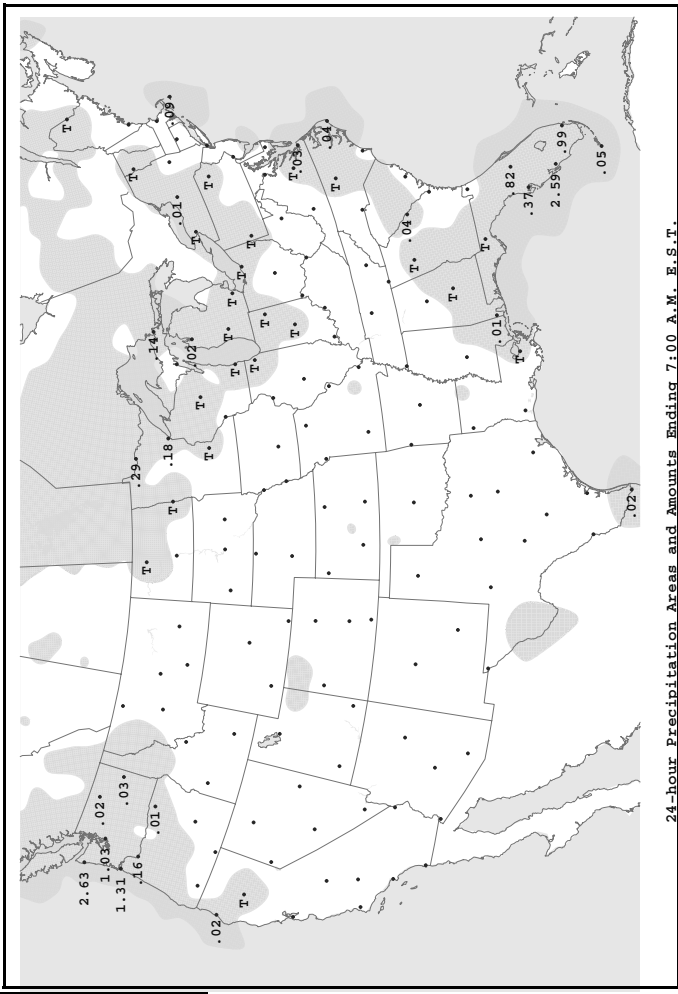 T
2.63
.02
1.03
1.31
.03
T
.29
.16
T
.14
.01
.18
.09
T
.01
.02
T
T
T
T
.02
T
T
T
T
T
T
T
T
T
T
.03
.04
T
.04
T
T
T
.01
.82
T
.37
2.59
.99
.05
.02
24-hour Precipitation Areas and Amounts Ending 7:00 A.M. E.S.T.